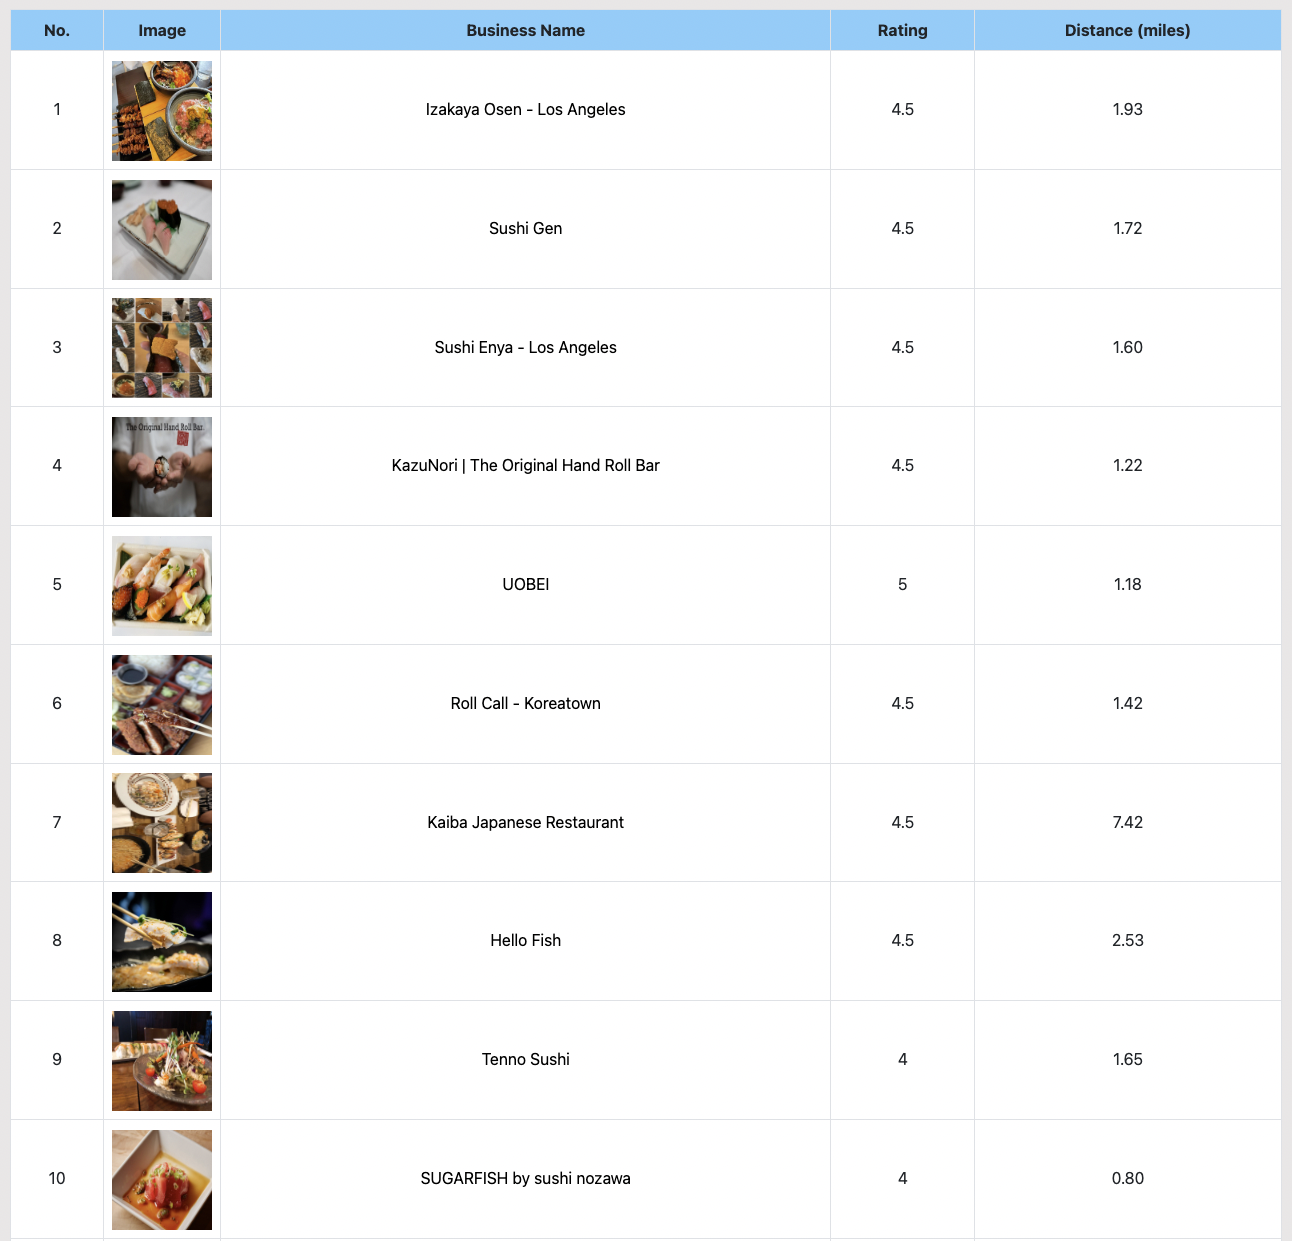 No. Image Business Name Rating Distance (miles)
1 Izakaya Osen - Los Angeles 4.5 1.93
2 Sushi Gen 4.5 1.72
3 Sushi Enya - Los Angeles 4.5 1.60
The Original Hand Roll Bar.
4 KazuNori | The Original Hand Roll Bar 4.5 1.22
5 UOBEI 5 1.18
6 Roll Call - Koreatown 4.5 1.42
7 Kaiba Japanese Restaurant 4.5 7.42
8 Hello Fish 4.5 2.53
9 Tenno Sushi 4 1.65
10 SUGARFISH by sushi nozawa 4 0.80